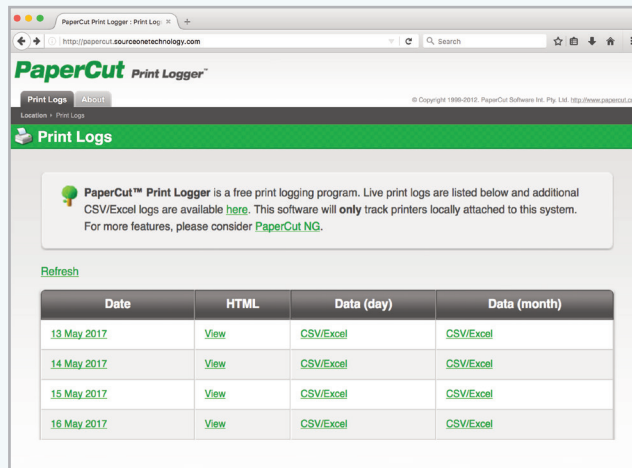 PaperCut Print Logger : Print Log
http://papercut.sourceonetechnology.com
Search
PaperCut Print Logger™
Print Logs About
© Copyright 1998-2012. PaperCut Software Int. Pty. Ltd. http://www.papercut.co
Location › Print Logs
Print Logs
PaperCut™ Print Logger is a free print logging program. Live print logs are listed below and additional
CSV/Excel logs are available here. This software will only track printers locally attached to this system.
For more features, please consider PaperCut NG.
Refresh
Date HTML Data (day) Data (month)
13 May 2017 View CSV/Excel CSV/Excel
14 May 2017 View CSV/Excel CSV/Excel
15 May 2017 View CSV/Excel CSV/Excel
16 May 2017 View CSV/Excel CSV/Excel